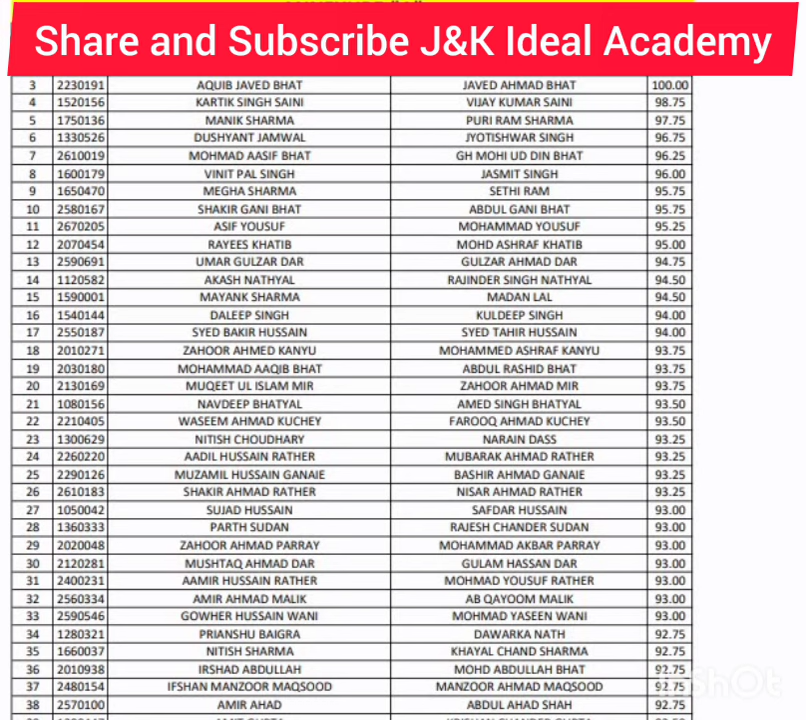 Share and Subscribe J&K Ideal Academy
3 2230191 AQUIB JAVED BHAT JAVED AHMAD BHAT 100.00
4 1520156 KARTIK SINGH SAINI VIJAY KUMAR SAINI 98.75
5 1750136 MANIK SHARMA PURI RAM SHARMA 97.75
6 1330526 DUSHYANT JAMWAL JYOTISHWAR SINGH 96.75
7 2610019 MOHMAD AASIF BHAT GH MOHI UD DIN BHAT 96.25
8 1600179 VINIT PAL SINGH JASMIT SINGH 96.00
9 1650470 MEGHA SHARMA SETHI RAM 95.75
10 2580167 SHAKIR GANI BHAT ABDUL GANI BHAT 95.75
11 2670205 ASIF YOUSUF MOHAMMAD YOUSUF 95.25
12 2070454 RAYEES KHATIB MOHD ASHRAF KHATIB 95.00
13 2590691 UMAR GULZAR DAR GULZAR AHMAD DAR 94.75
14 1120582 AKASH NATHYAL RAJINDER SINGH NATHYAL 94.50
15 1590001 MAYANK SHARMA MADAN LAL 94.50
16 1540144 DALEEP SINGH KULDEEP SINGH 94.00
17 2550187 SYED BAKIR HUSSAIN SYED TAHIR HUSSAIN 94.00
18 2010271 ZAHOOR AHMED KANYU MOHAMMED ASHRAF KANYU 93.75
19 2030180 MOHAMMAD AAQIB BHAT ABDUL RASHID BHAT 93.75
20 2130169 MUQEET UL ISLAM MIR ZAHOOR AHMAD MIR 93.75
21 1080156 NAVDEEP BHATYAL AMED SINGH BHATYAL 93.50
22 2210405 WASEEM AHMAD KUCHEY FAROOQ AHMAD KUCHEY 93.50
23 1300629 NITISH CHOUDHARY NARAIN DASS 93.25
24 2260220 AADIL HUSSAIN RATHER MUBARAK AHMAD RATHER 93.25
25 2290126 MUZAMIL HUSSAIN GANAIE BASHIR AHMAD GANAIE 93.25
26 2610183 SHAKIR AHMAD RATHER NISAR AHMAD RATHER 93.25
27 1050042 SUJAD HUSSAIN SAFDAR HUSSAIN 93.00
28 1360333 PARTH SUDAN RAJESH CHANDER SUDAN 93.00
29 2020048 ZAHOOR AHMAD PARRAY MOHAMMAD AKBAR PARRAY 93.00
30 2120281 MUSHTAQ AHMAD DAR GULAM HASSAN DAR 93.00
31 2400231 AAMIR HUSSAIN RATHER MOHMAD YOUSUF RATHER 93.00
32 2560334 AMIR AHMAD MALIK AB QAYOOM MALIK 93.00
33 2590546 GOWHER HUSSAIN WANI MOHMAD YASEEN WANI 93.00
34 1280321 PRIANSHU BAIGRA DAWARKA NATH 92.75
35 1660037 NITISH SHARMA KHAYAL CHAND SHARMA 92.75
36 2010938 IRSHAD ABDULLAH MOHD ABDULLAH BHAT 92.75
37 2480154 IFSHAN MANZOOR MAQSOOD MANZOOR AHMAD MAQSOOD 92.75
38 2570100 AMIR AHAD ABDUL AHAD SHAH 92.75